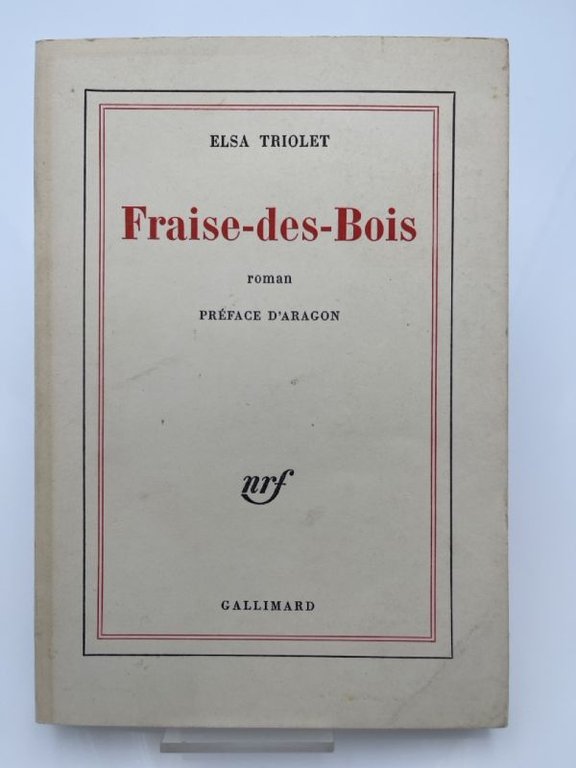 ELSA TRIOLET
Fraise-des-Bois
roman
PRÉFACE D'ARAGON
nrf
GALLIMARD